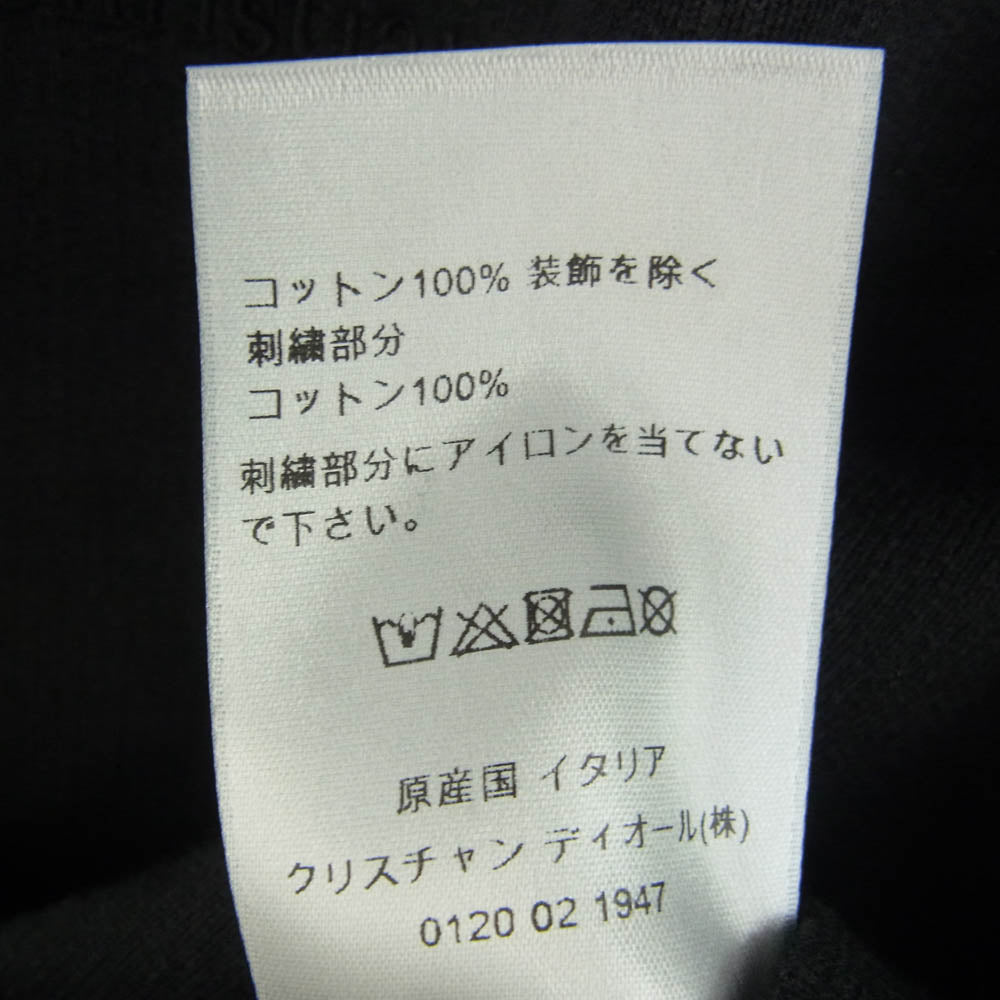 コットン100% 装飾を除く
刺繍部分
コットン100%
刺繍部分にアイロンを当てない
で下さい。
原産国 イタリア
クリスチャン ディオール(株)
0120 02 1947